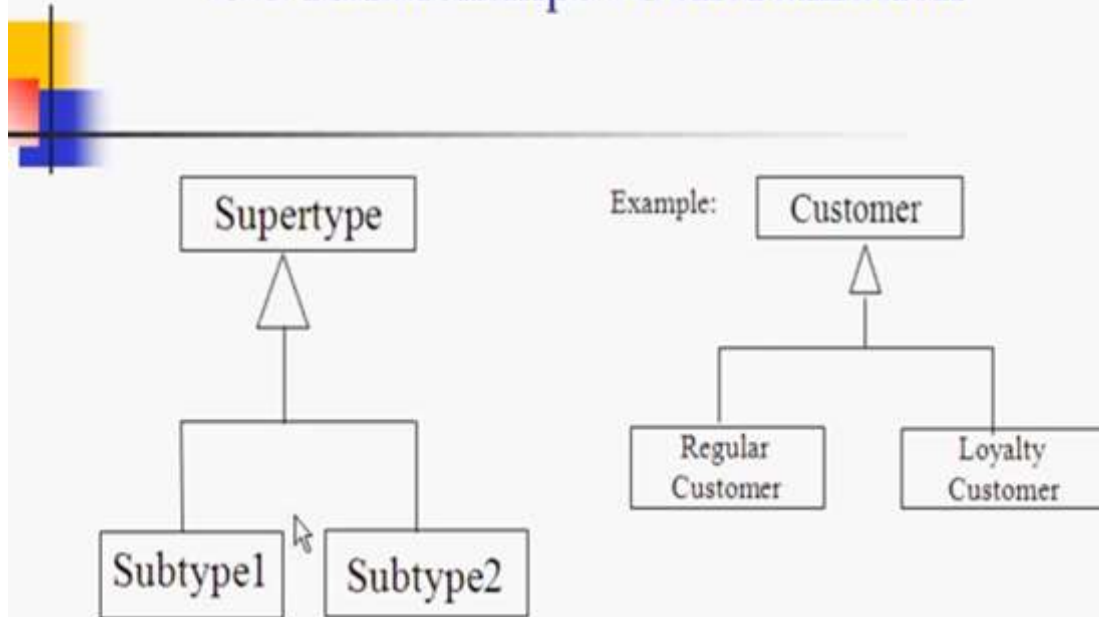 Supertype
Example:
Customer
Regular
Customer
Loyalty
Customer
Subtype1
Subtype2